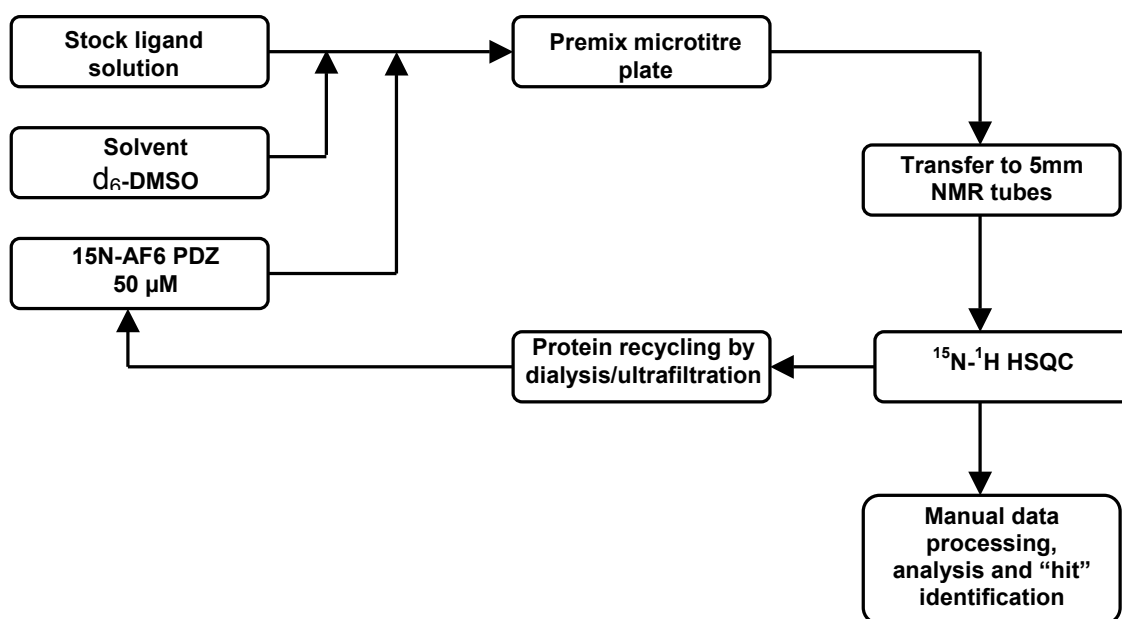 Stock ligand
solution
Premix microtitre
plate
Solvent
d₆-DMSO
Transfer to 5mm
NMR tubes
15N-AF6 PDZ
50 µM
Protein recycling by
dialysis/ultrafiltration
¹⁵N-¹H HSQC
Manual data
processing,
analysis and “hit”
identification